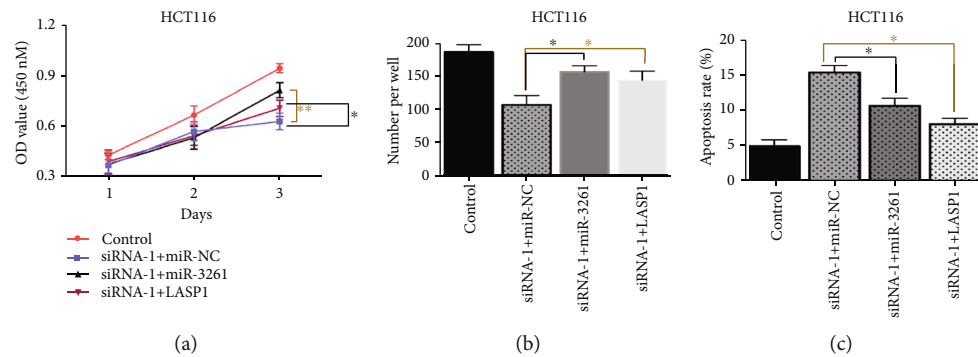 HCT116
1.2
0.9
0.6
0.3
OD value (450 nM)
**
*
1
2
3
Days
Control
siRNA-1+miR-NC
siRNA-1+miR-3261
siRNA-1+LASP1
(a)
HCT116
*
*
200
150
100
50
0
Number per well
Control
siRNA-1+miR-NC
siRNA-1+miR-3261
siRNA-1+LASP1
(b)
HCT116
*
*
20
15
10
5
0
Apoptosis rate (%)
Control
siRNA-1+miR-NC
siRNA-1+miR-3261
siRNA-1+LASP1
(c)